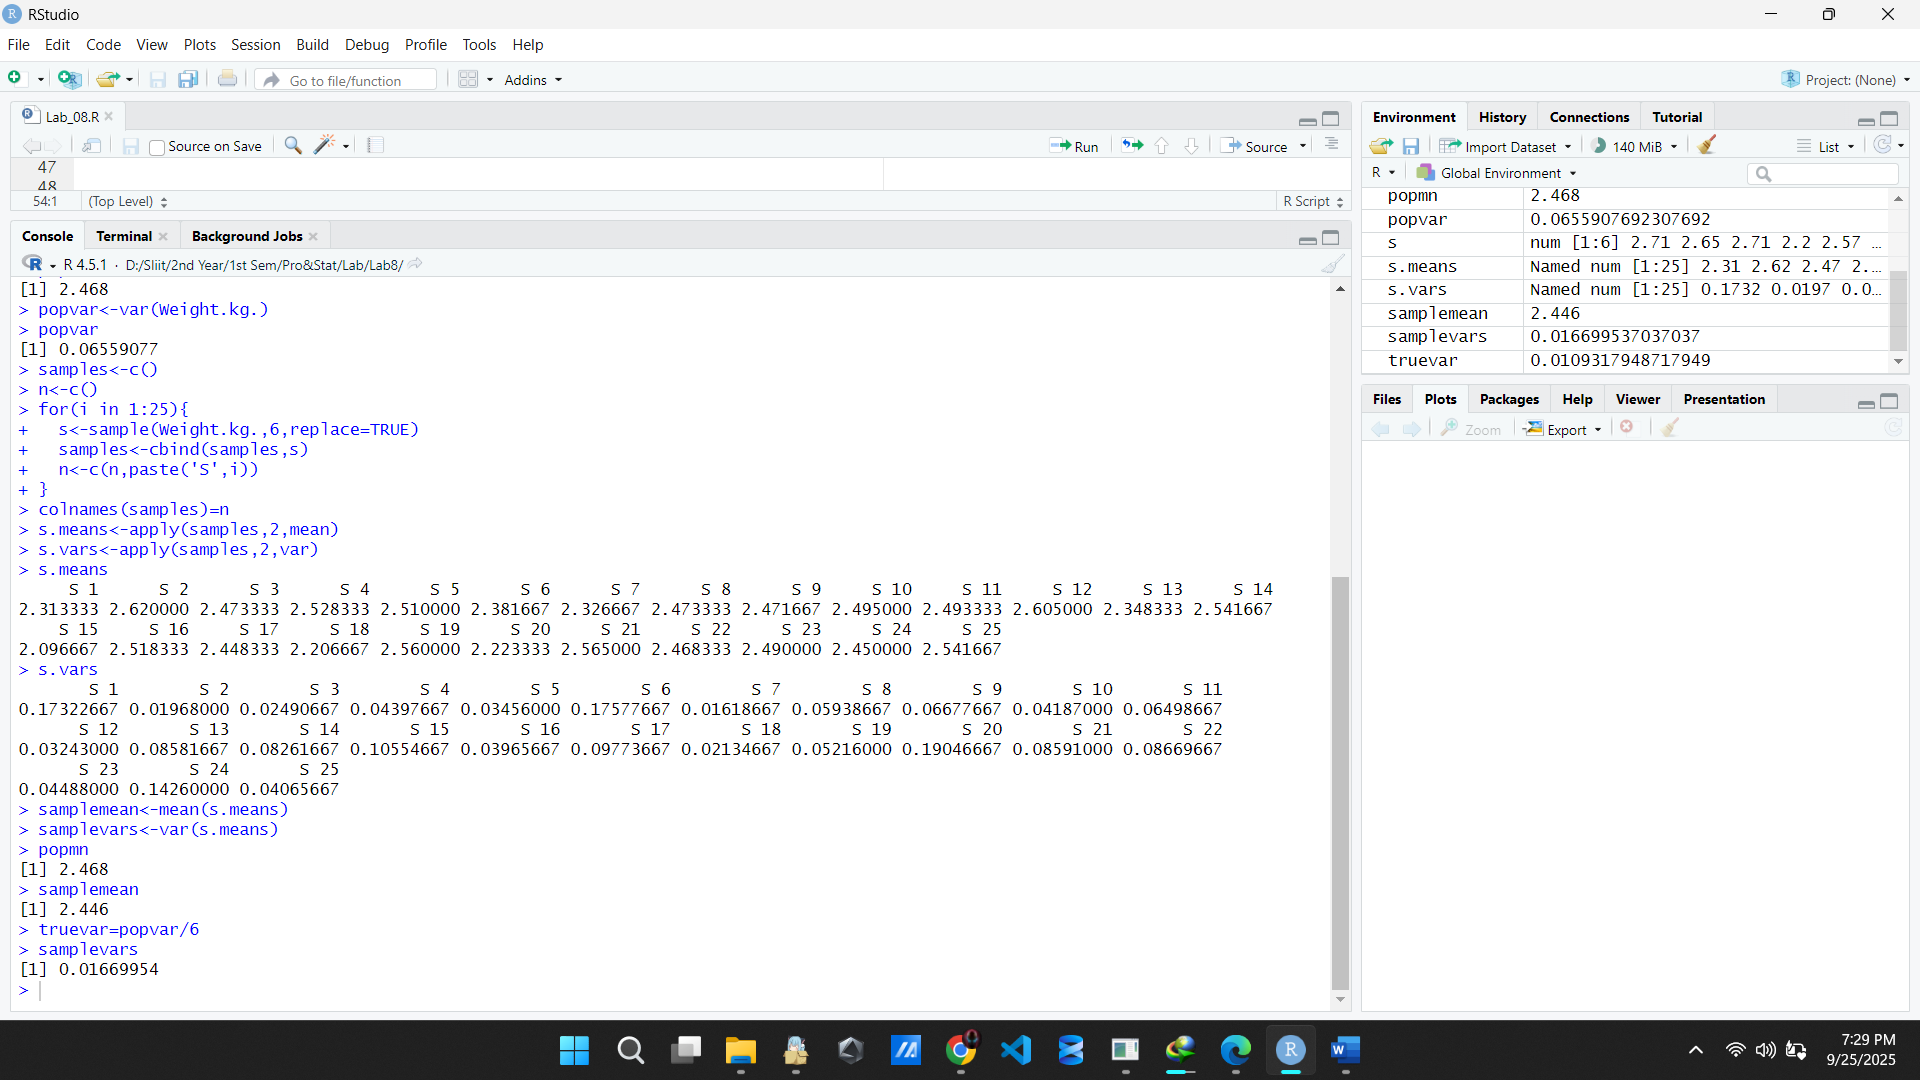 RStudio
File Edit Code View Plots Session Build Debug Profile Tools Help
Go to file/function Addins Project: (None)
Lab_08.R
Source on Save Run Source
47
48
54:1 (Top Level) R Script
Console Terminal Background Jobs
R 4.5.1 · D:/Sliit/2nd Year/1st Sem/Pro&Stat/Lab/Lab8/
[1] 2.468
> popvar<-var(Weight.kg.)
> popvar
[1] 0.06559077
> samples<-c()
> n<-c()
> for(i in 1:25){
+   s<-sample(Weight.kg.,6,replace=TRUE)
+   samples<-cbind(samples,s)
+   n<-c(n,paste('S',i))
+ }
> colnames(samples)=n
> s.means<-apply(samples,2,mean)
> s.vars<-apply(samples,2,var)
> s.means
S 1 S 2 S 3 S 4 S 5 S 6 S 7 S 8 S 9 S 10 S 11 S 12 S 13 S 14
2.313333 2.620000 2.473333 2.528333 2.510000 2.381667 2.326667 2.473333 2.471667 2.495000 2.493333 2.605000 2.348333 2.541667
S 15 S 16 S 17 S 18 S 19 S 20 S 21 S 22 S 23 S 24 S 25
2.096667 2.518333 2.448333 2.206667 2.560000 2.223333 2.565000 2.468333 2.490000 2.450000 2.541667
> s.vars
S 1 S 2 S 3 S 4 S 5 S 6 S 7 S 8 S 9 S 10 S 11
0.17322667 0.01968000 0.02490667 0.04397667 0.03456000 0.17577667 0.01618667 0.05938667 0.06677667 0.04187000 0.06498667
S 12 S 13 S 14 S 15 S 16 S 17 S 18 S 19 S 20 S 21 S 22
0.03243000 0.08581667 0.08261667 0.10554667 0.03965667 0.09773667 0.02134667 0.05216000 0.19046667 0.08591000 0.08669667
S 23 S 24 S 25
0.04488000 0.14260000 0.04065667
> samplemean<-mean(s.means)
> samplevars<-var(s.means)
> popmn
[1] 2.468
> samplemean
[1] 2.446
> truevar=popvar/6
> samplevars
[1] 0.01669954
>
Environment History Connections Tutorial
Import Dataset 140 MiB List
R Global Environment
popmn 2.468
popvar 0.0655907692307692
s num [1:6] 2.71 2.65 2.71 2.2 2.57 …
s.means Named num [1:25] 2.31 2.62 2.47 2.…
s.vars Named num [1:25] 0.1732 0.0197 0.0…
samplemean 2.446
samplevars 0.016699537037037
truevar 0.0109317948717949
Files Plots Packages Help Viewer Presentation
Zoom Export
7:29 PM
9/25/2025